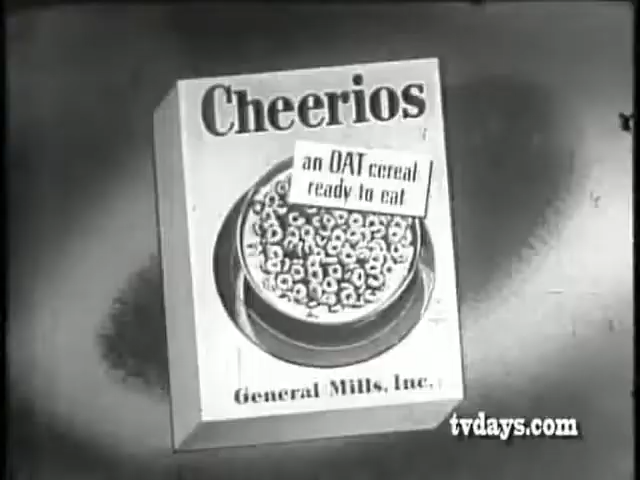 Cheerios
an OAT cereal
ready to eat
General Mills, Inc.
tvdays.com